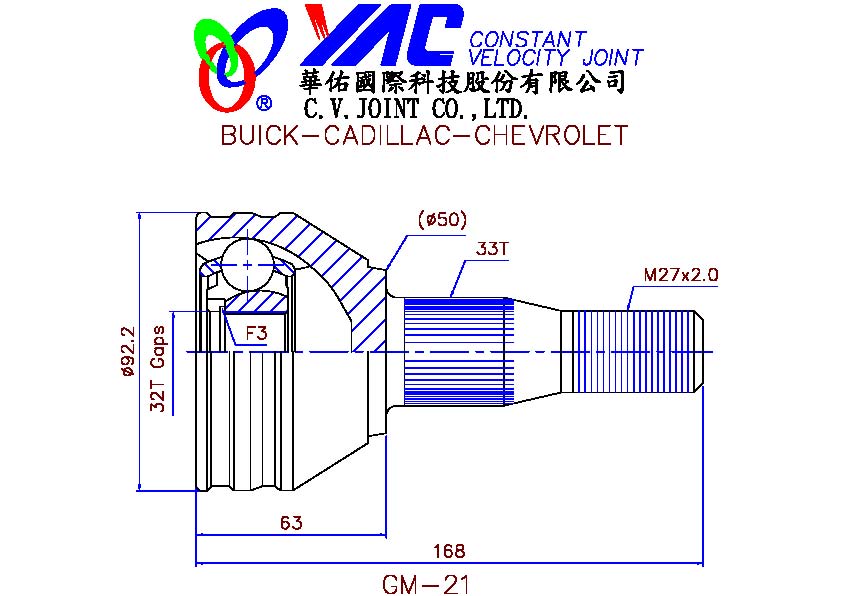 YAC CONSTANT
VELOCITY JOINT
®
華佑國際科技股份有限公司
C.V.JOINT CO.,LTD.
BUICK-CADILLAC-CHEVROLET
(ø50)
33T
M27x2.0
F3
ø92.2
32T Gaps
63
168
GM-21